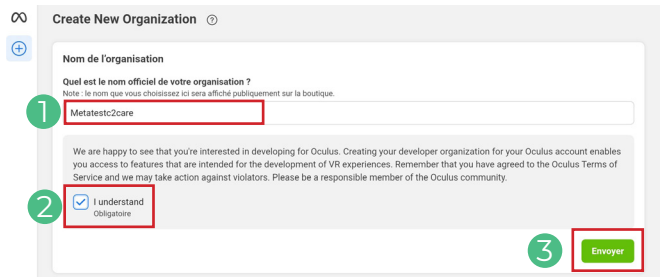 Create New Organization ?
Nom de l'organisation
Quel est le nom officiel de votre organisation ?
Note : le nom que vous choisissez ici sera affiché publiquement sur la boutique.
1
Metatestc2care
We are happy to see that you're interested in developing for Oculus. Creating your developer organization for your Oculus account enables
you access to features that are intended for the development of VR experiences. Remember that you have agreed to the Oculus Terms of
Service and we may take action against violators. Please be a responsible member of the Oculus community.
2
I understand
Obligatoire
3
Envoyer